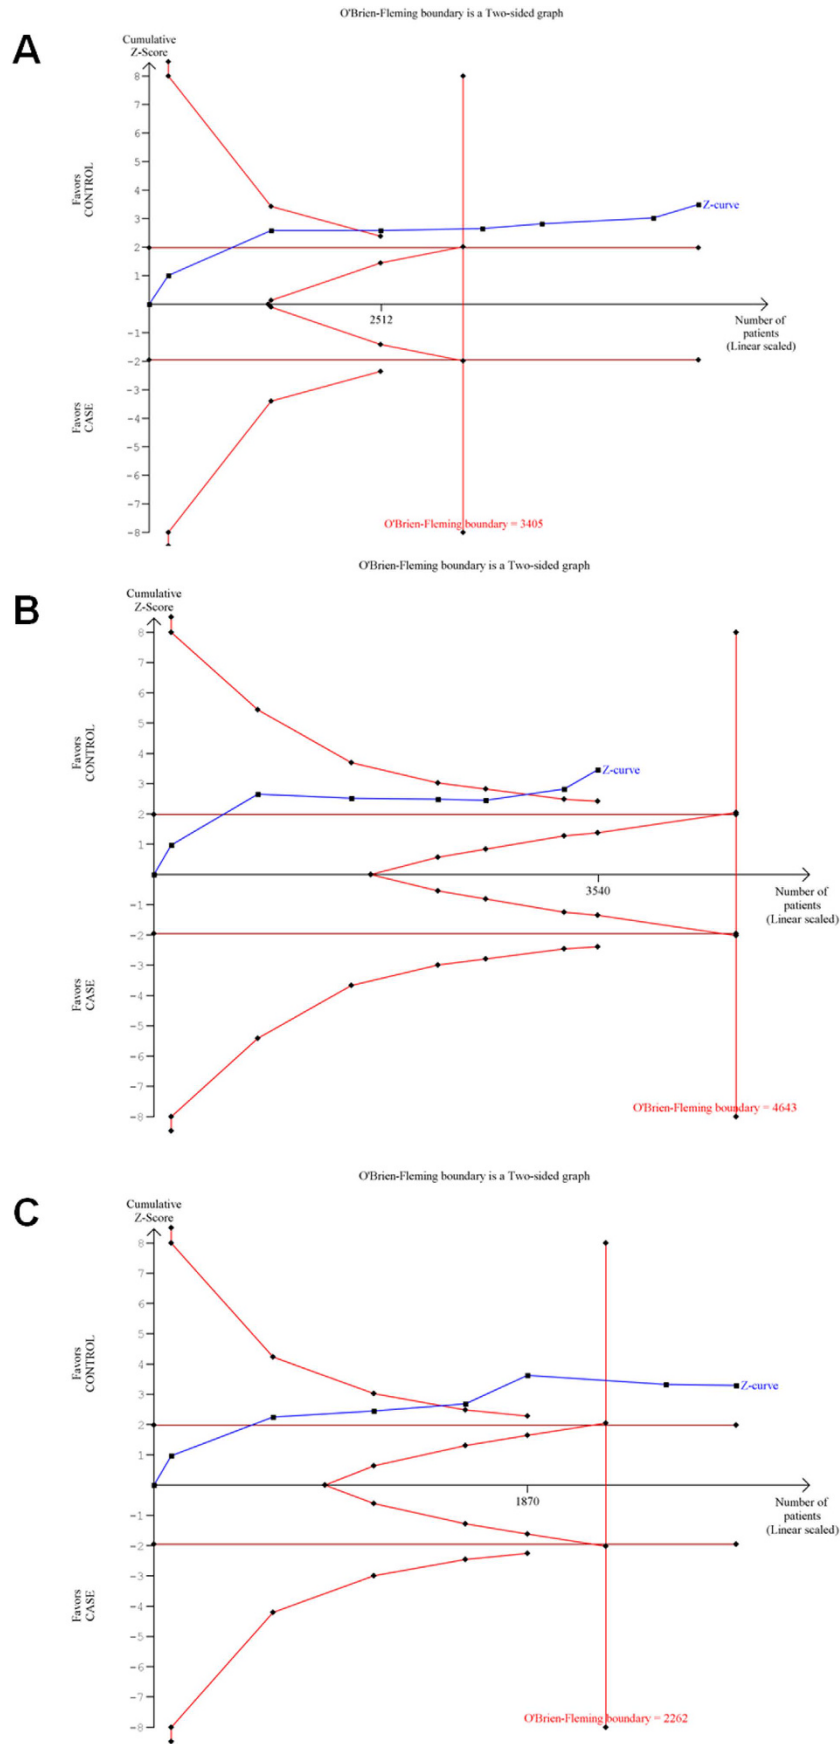 O'Brien-Fleming boundary is a Two-sided graph
A
Cumulative
Z-Score
8
7
6
5
4
3
2
1
-1
-2
-3
-4
-5
-6
-7
-8
Favors
CONTROL
Favors
CASE
Z-curve
2512
Number of
patients
(Linear scaled)
O'Brien-Fleming boundary = 3405
O'Brien-Fleming boundary is a Two-sided graph
B
Cumulative
Z-Score
8
7
6
5
4
3
2
1
-1
-2
-3
-4
-5
-6
-7
-8
Favors
CONTROL
Favors
CASE
Z-curve
3540
Number of
patients
(Linear scaled)
O'Brien-Fleming boundary = 4643
O'Brien-Fleming boundary is a Two-sided graph
C
Cumulative
Z-Score
8
7
6
5
4
3
2
1
-1
-2
-3
-4
-5
-6
-7
-8
Favors
CONTROL
Favors
CASE
Z-curve
1870
Number of
patients
(Linear scaled)
O'Brien-Fleming boundary = 2262